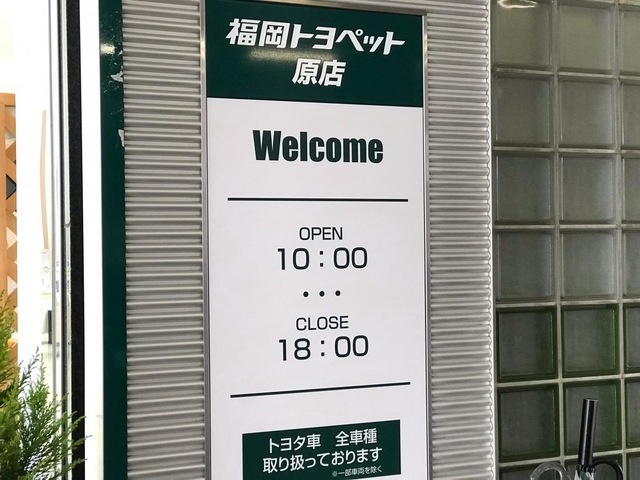 福岡トヨペット
原店
Welcome
OPEN
10:00
・・・
CLOSE
18:00
トヨタ車 全車種
取り扱っております
※一部車両を除く